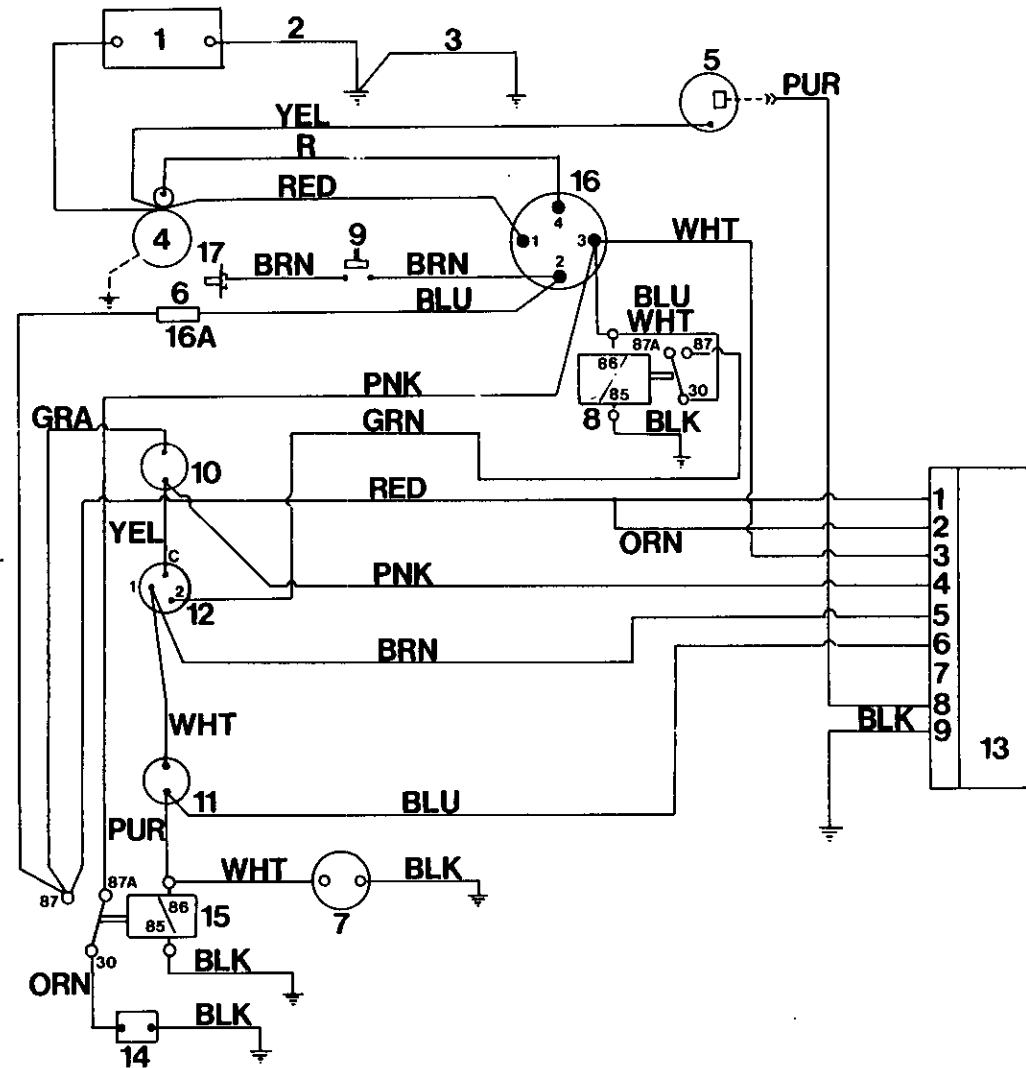 1
2
3
5
PUR
YEL
R
RED
16
4
4
1
3
2
WHT
17
9
BRN
BRN
6
BLU
16A
BLU
WHT
87A
87
86
85
30
8
BLK
PNK
GRA
GRN
10
RED
1
2
ORN
3
YEL
C
PNK
4
1
2
12
5
BRN
6
7
WHT
8
BLK
9
13
11
BLU
PUR
WHT
BLK
87
87A
86
85
15
7
30
BLK
ORN
BLK
14